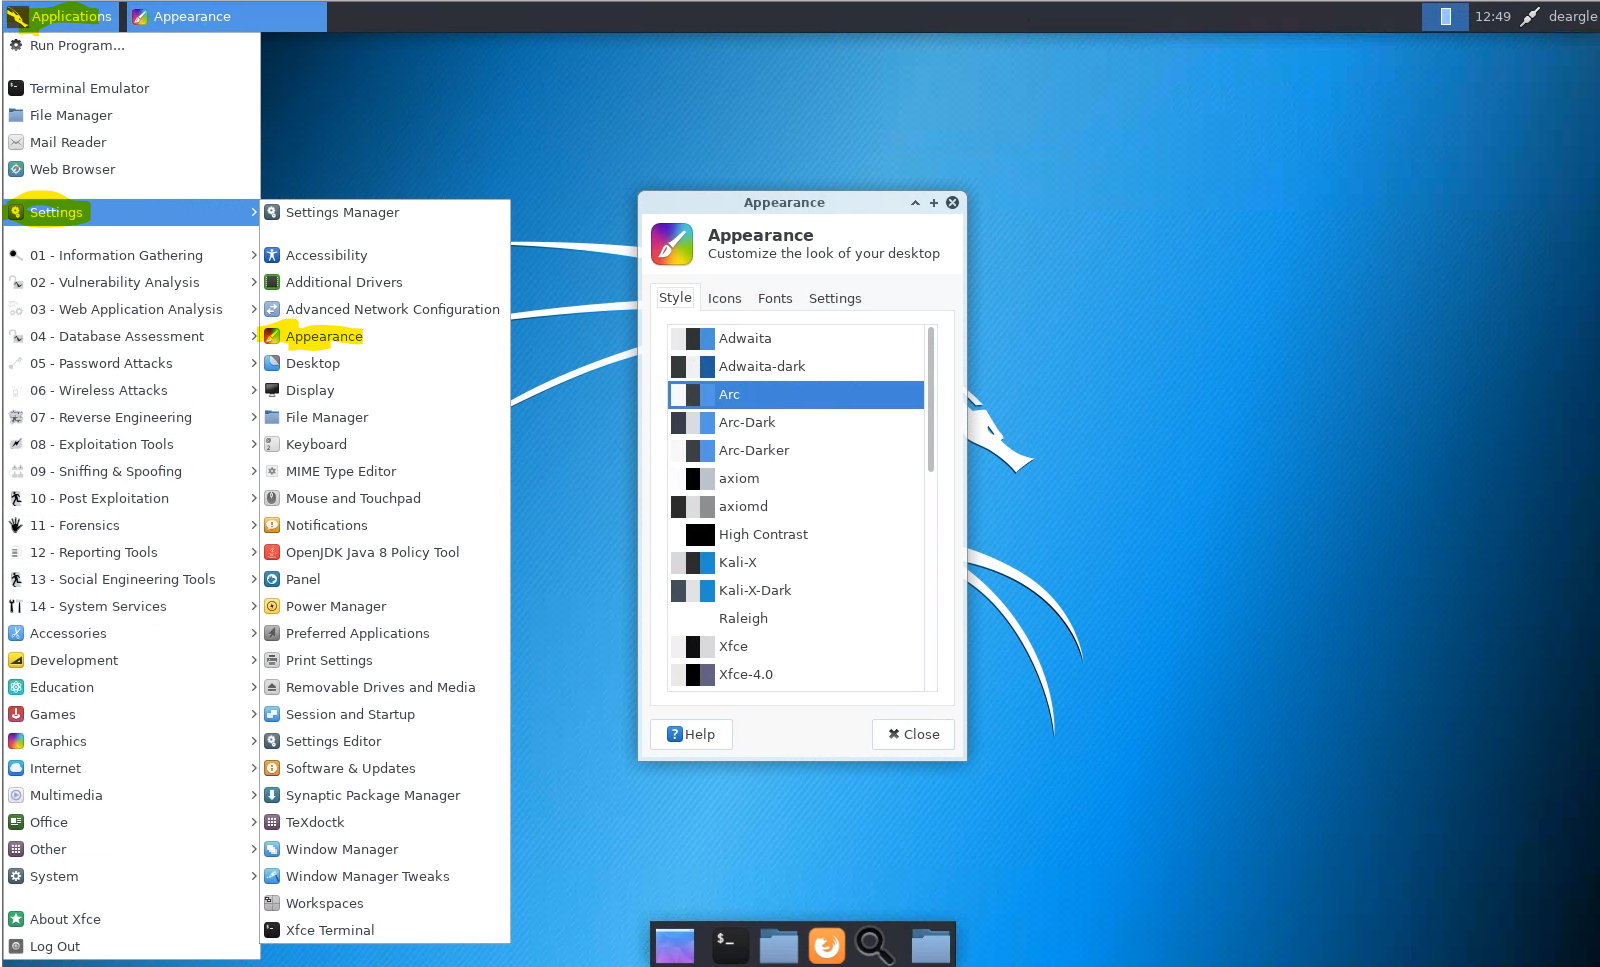 Applications
Appearance
12:49
deargle
Run Program...
Terminal Emulator
File Manager
Mail Reader
Web Browser
Settings
01 - Information Gathering
02 - Vulnerability Analysis
03 - Web Application Analysis
04 - Database Assessment
05 - Password Attacks
06 - Wireless Attacks
07 - Reverse Engineering
08 - Exploitation Tools
09 - Sniffing & Spoofing
10 - Post Exploitation
11 - Forensics
12 - Reporting Tools
13 - Social Engineering Tools
14 - System Services
Accessories
Development
Education
Games
Graphics
Internet
Multimedia
Office
Other
System
About Xfce
Log Out
Settings Manager
Accessibility
Additional Drivers
Advanced Network Configuration
Appearance
Desktop
Display
File Manager
Keyboard
MIME Type Editor
Mouse and Touchpad
Notifications
OpenJDK Java 8 Policy Tool
Panel
Power Manager
Preferred Applications
Print Settings
Removable Drives and Media
Session and Startup
Settings Editor
Software & Updates
Synaptic Package Manager
TeXdoctk
Window Manager
Window Manager Tweaks
Workspaces
Xfce Terminal
Appearance
Appearance
Customize the look of your desktop
Style Icons Fonts Settings
Adwaita
Adwaita-dark
Arc
Arc-Dark
Arc-Darker
axiom
axiomd
High Contrast
Kali-X
Kali-X-Dark
Raleigh
Xfce
Xfce-4.0
? Help
Close
$_